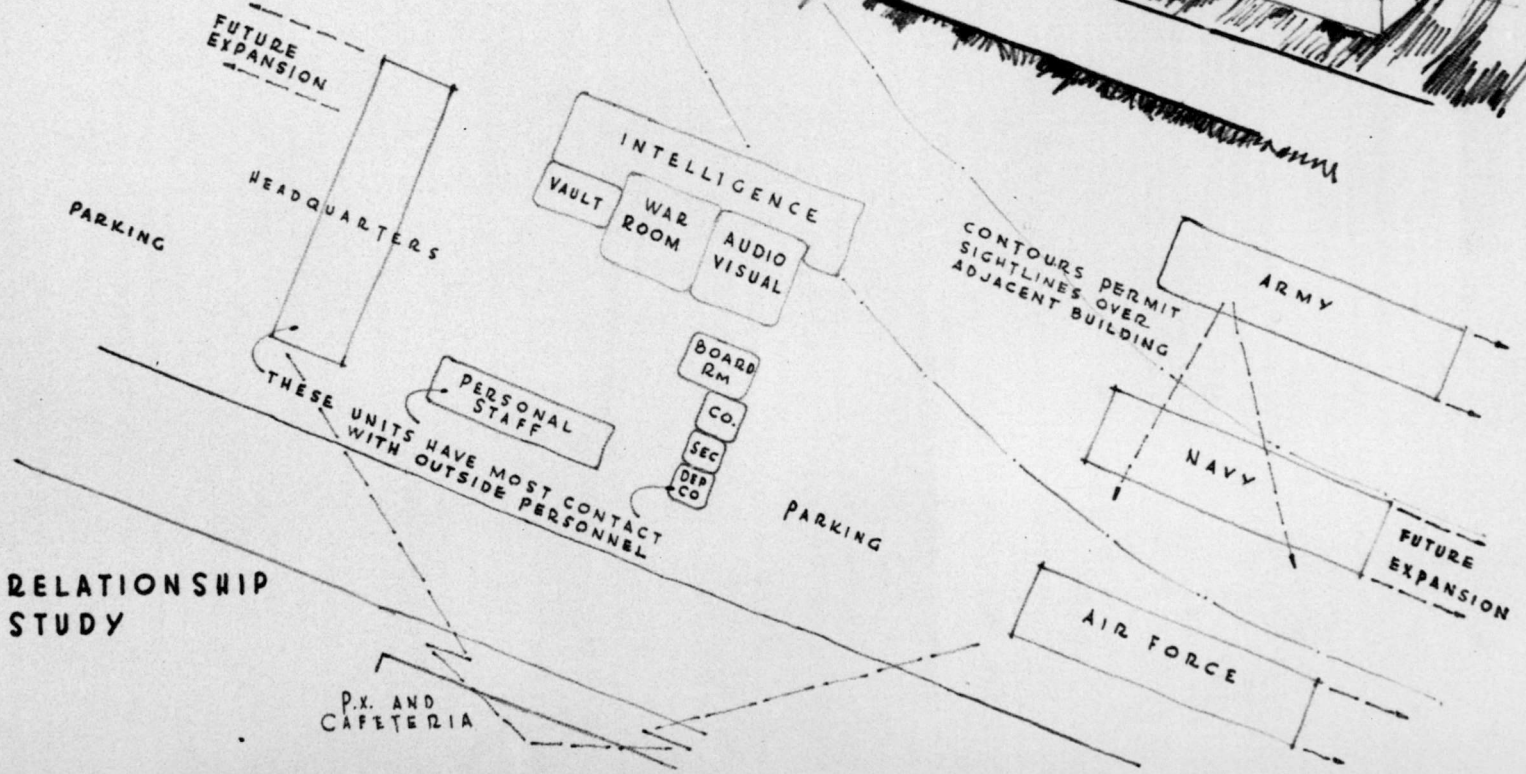 FUTURE
EXPANSION
HEADQUARTERS
PARKING
INTELLIGENCE
VAULT
WAR
ROOM
AUDIO
VISUAL
BOARD
RM
CO.
SEC
DEP
CO
PERSONAL
STAFF
THESE UNITS HAVE MOST CONTACT
WITH OUTSIDE PERSONNEL
PARKING
CONTOURS PERMIT
SIGHTLINES OVER
ADJACENT BUILDING
ARMY
NAVY
FUTURE
EXPANSION
AIR FORCE
RELATIONSHIP
STUDY
P.X. AND
CAFETERIA